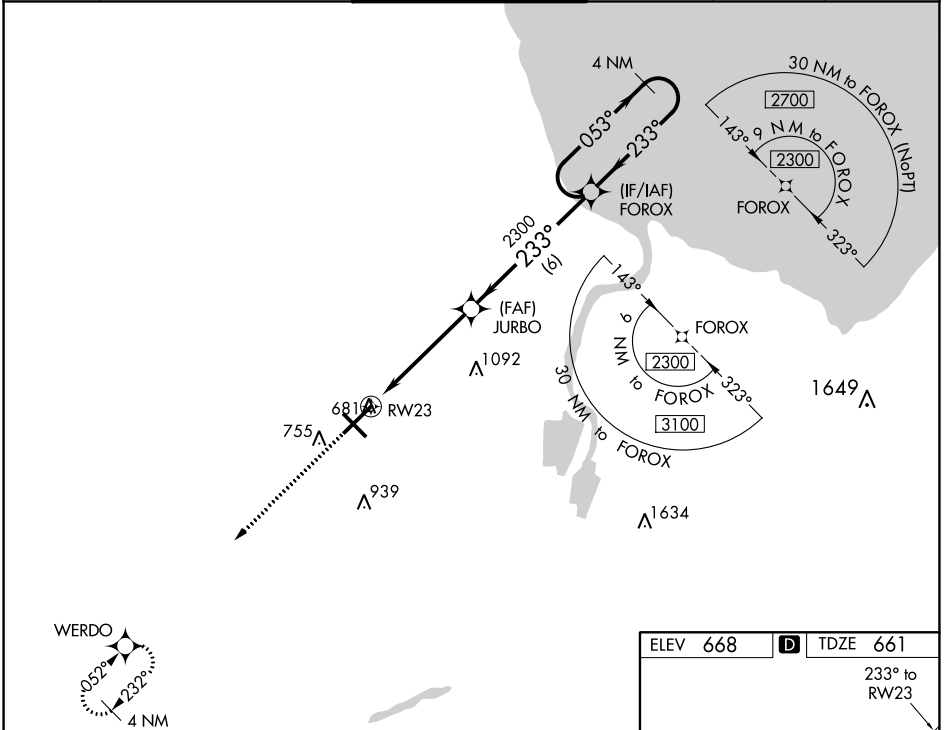 4 NM
053°
233°
(IF/IAF)
FOROX
30 NM to FOROX (NoPT)
2700
143°
9 NM to FOROX
2300
FOROX
323°
2300
233°
(6)
(FAF)
JURBO
1092
681
RW23
755
939
143°
FOROX
9 NM to FOROX
2300
323°
3100
30 NM to FOROX
1649
1634
WERDO
052°
232°
4 NM
ELEV 668
D
TDZE 661
233° to
RW23